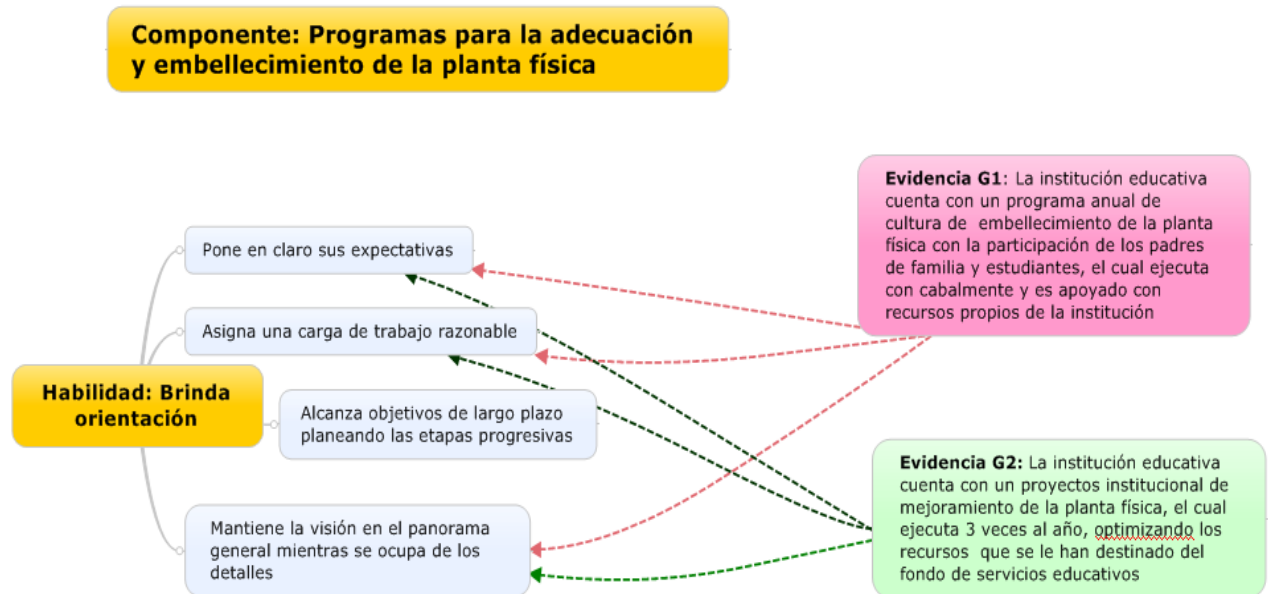 Componente: Programas para la adecuación
y embellecimiento de la planta física
Evidencia G1: La institución educativa
cuenta con un programa anual de
cultura de  embellecimiento de la planta
física con la participación de los padres
de familia y estudiantes, el cual ejecuta
con cabalmente y es apoyado con
recursos propios de la institución
Pone en claro sus expectativas
Asigna una carga de trabajo razonable
Habilidad: Brinda
orientación
Alcanza objetivos de largo plazo
planeando las etapas progresivas
Mantiene la visión en el panorama
general mientras se ocupa de los
detalles
Evidencia G2: La institución educativa
cuenta con un proyectos institucional de
mejoramiento de la planta física, el cual
ejecuta 3 veces al año, optimizando los
recursos  que se le han destinado del
fondo de servicios educativos